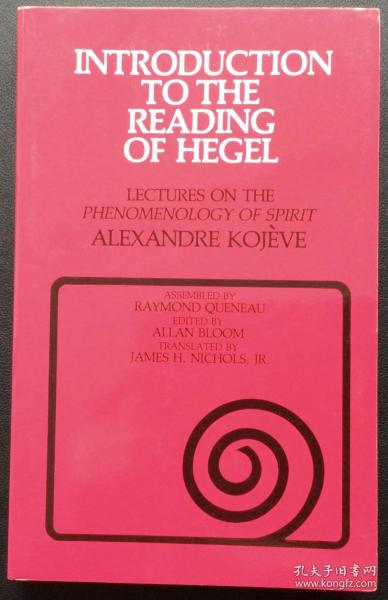 INTRODUCTION
TO THE
READING
OF HEGEL
LECTURES ON THE
PHENOMENOLOGY OF SPIRIT
ALEXANDRE KOJÈVE
ASSEMBLED BY
RAYMOND QUENEAU
EDITED BY
ALLAN BLOOM
TRANSLATED BY
JAMES H. NICHOLS, JR.
孔夫子旧书网
www.kongfz.com